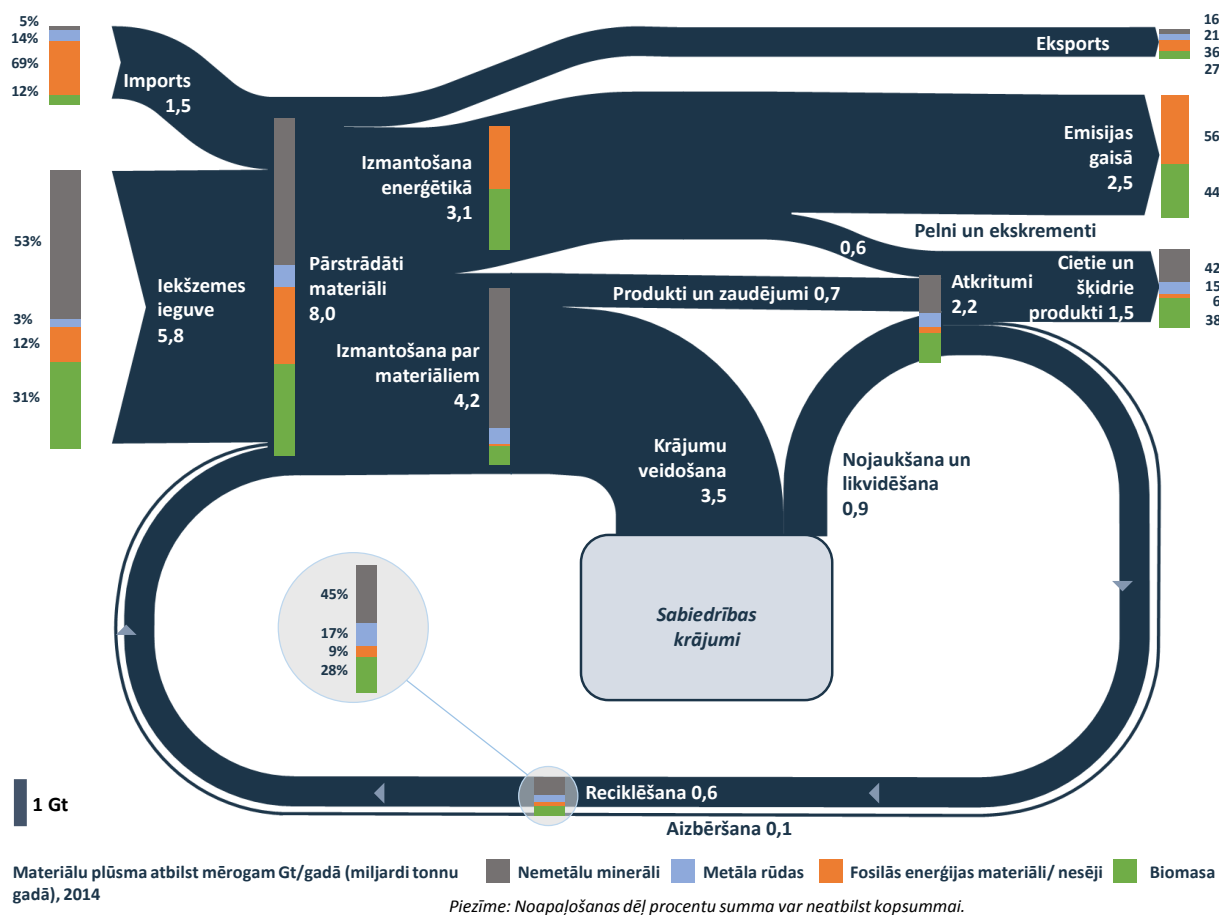 5%
14%
69%
12%
Imports
1,5
Eksports
16
21
36
27
53%
3%
12%
31%
Iekšzemes
ieguve
5,8
Pārstrādāti
materiāli
8,0
Izmantošana
enerģētikā
3,1
Izmantošana par
materiāliem
4,2
Emisijas
gaisā
2,5
56
44
Pelni un ekskrementi
0,6
Produkti un zaudējumi 0,7
Atkritumi
2,2
Cietie un
šķidrie
produkti 1,5
42
15
6
38
Krājumu
veidošana
3,5
Nojaukšana un
likvidēšana
0,9
Sabiedrības
krājumi
45%
17%
9%
28%
Reciklēšana 0,6
Aizbēršana 0,1
1 Gt
Materiālu plūsma atbilst mērogam Gt/gadā (miljardi tonnu
gadā), 2014
Nemetālu minerāli
Metāla rūdas
Fosilās enerģijas materiāli/ nesēji
Biomasa
Piezīme: Noapaļošanas dēļ procentu summa var neatbilst kopsummai.